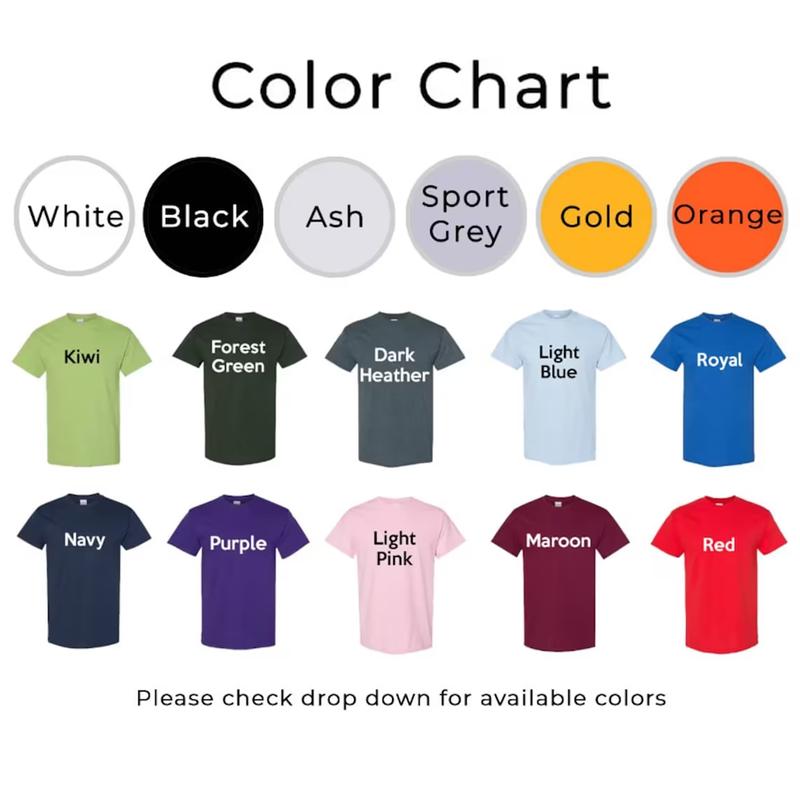 Color Chart
White
Black
Ash
Sport
Grey
Gold
Orange
Kiwi
Forest
Green
Dark
Heather
Light
Blue
Royal
Navy
Purple
Light
Pink
Maroon
Red
Please check drop down for available colors